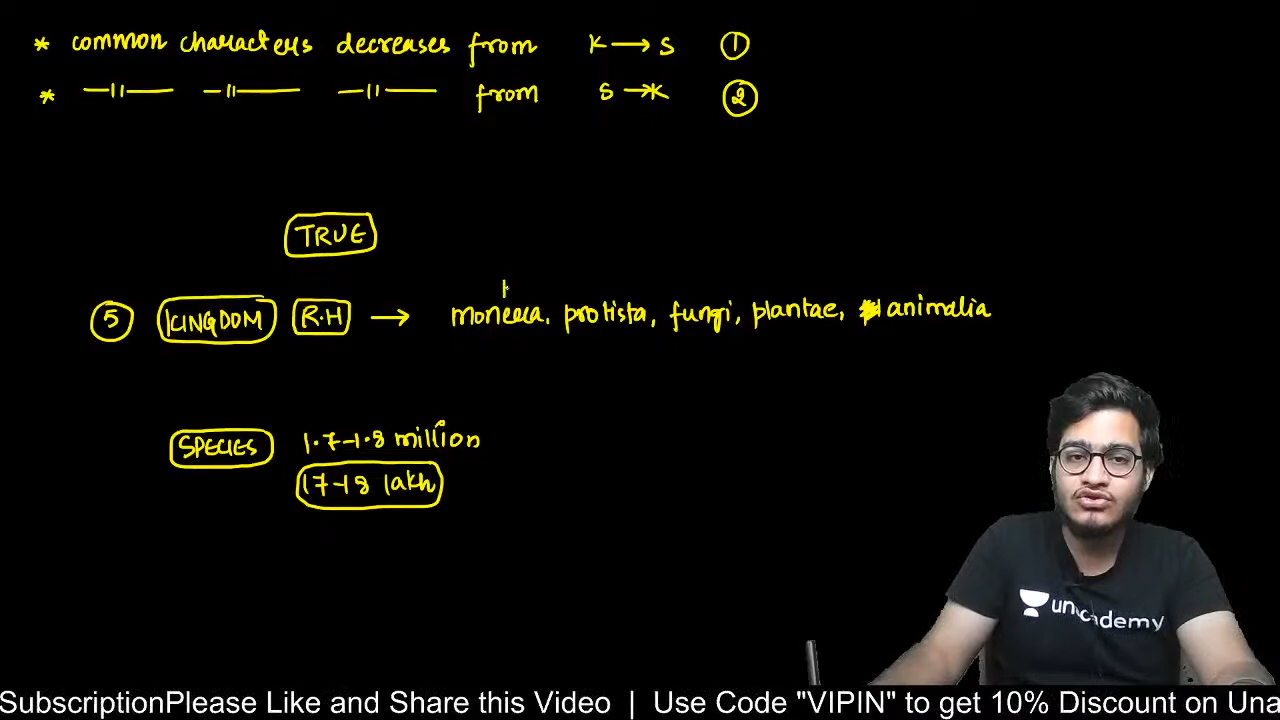 * common characters decreases from K → S ①
* —॥— —॥— —॥— from S → K ②
TRUE
⑤ KINGDOM R.H → monera, protista, fungi, plantae, animalia
SPECIES 1.7-1.8 million
17-18 lakh
unacademy
SubscriptionPlease Like and Share this Video | Use Code "VIPIN" to get 10% Discount on Una